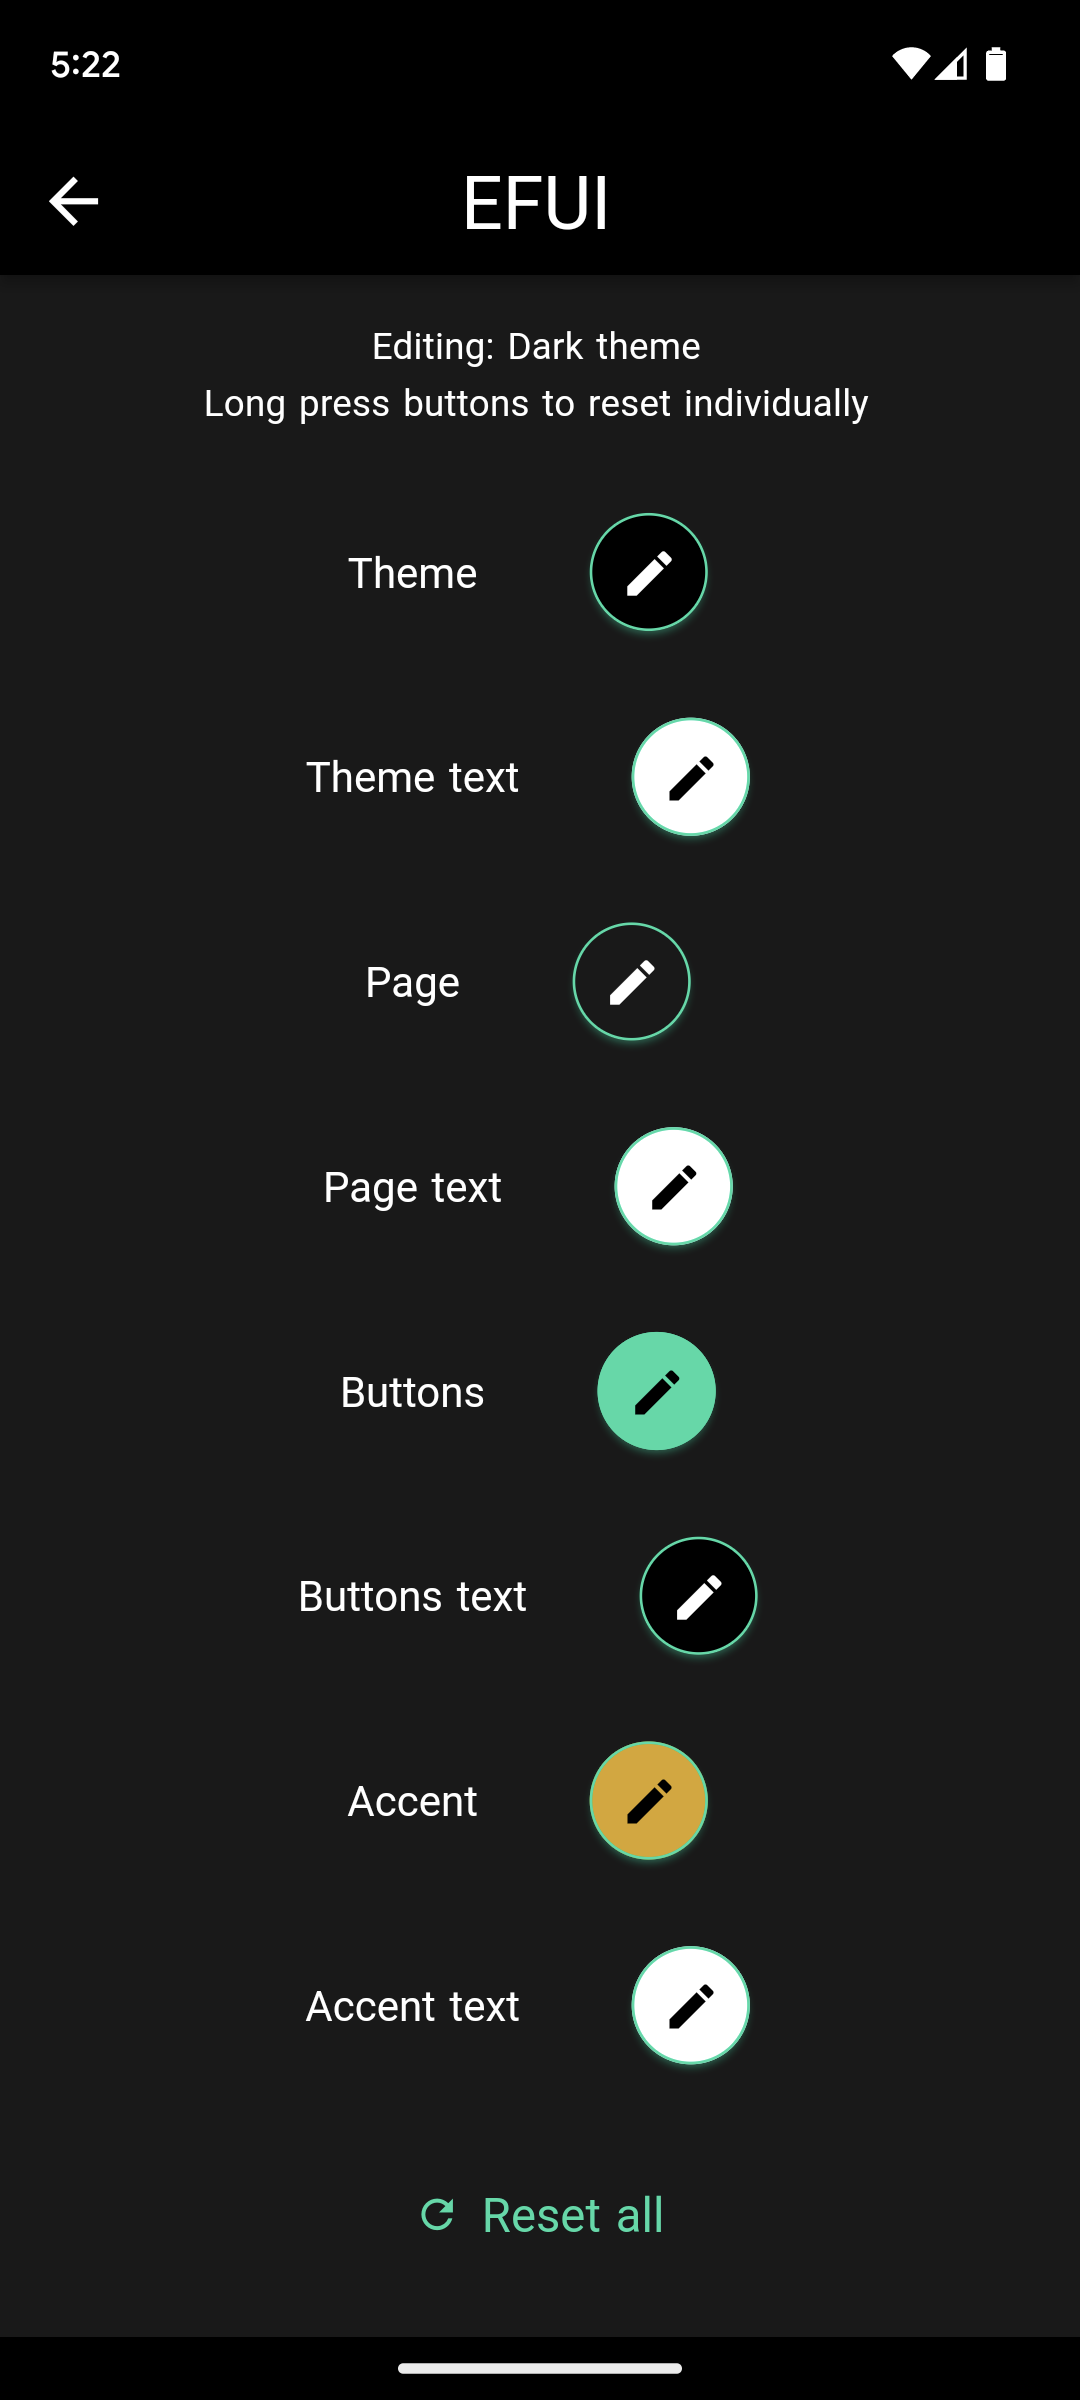 5:22
EFUI
Editing: Dark theme
Long press buttons to reset individually
Theme
Theme text
Page
Page text
Buttons
Buttons text
Accent
Accent text
Reset all